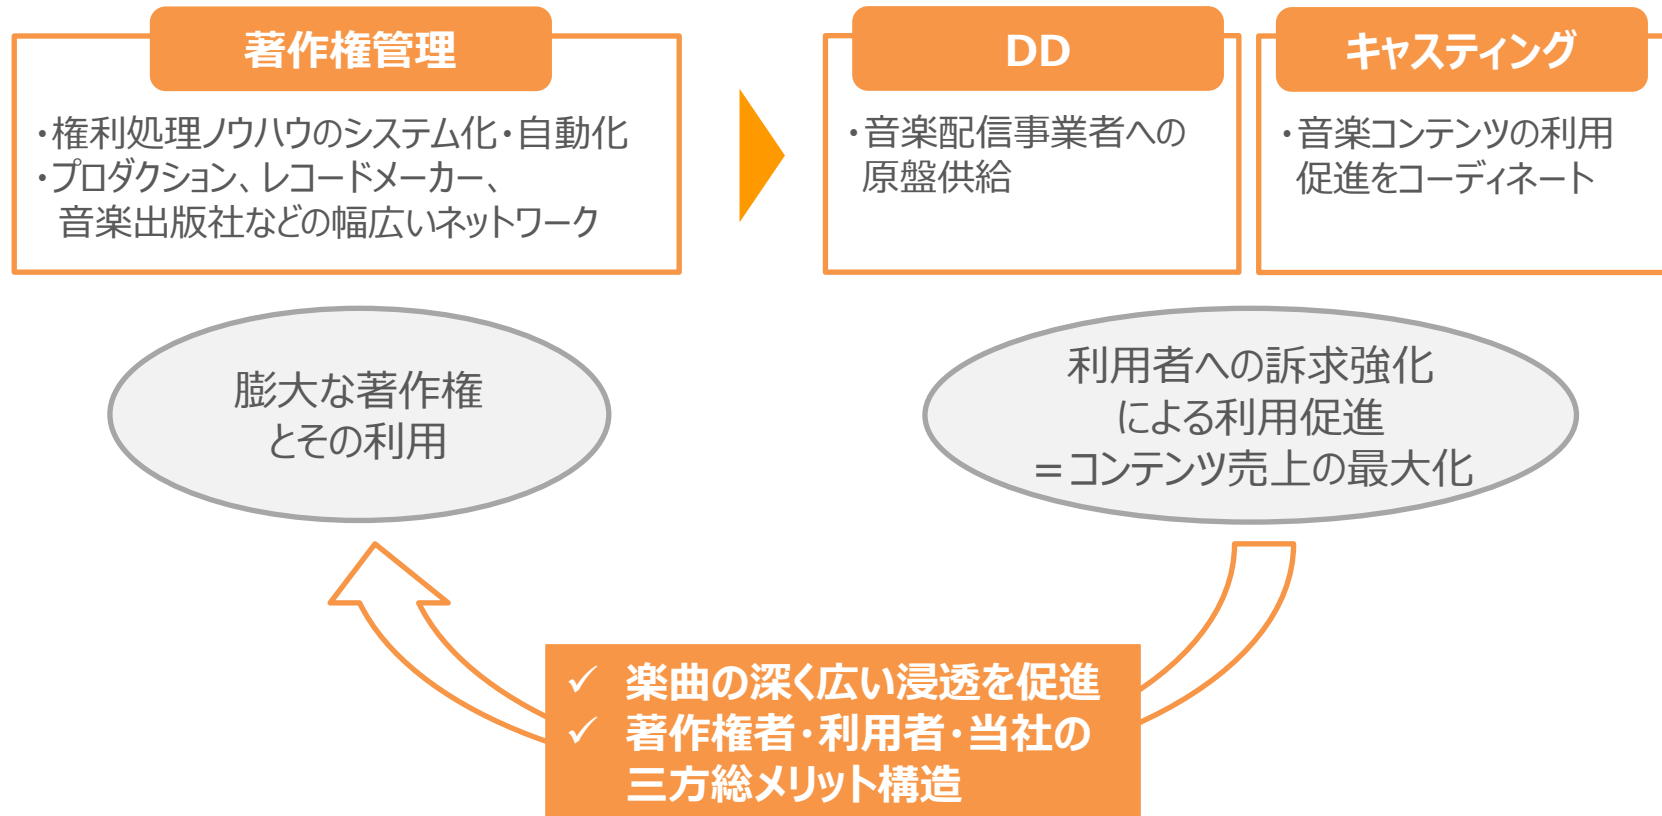 著作権管理
・権利処理ノウハウのシステム化・自動化
・プロダクション、レコードメーカー、
音楽出版社などの幅広いネットワーク
DD
・音楽配信事業者への
原盤供給
キャスティング
・音楽コンテンツの利用
促進をコーディネート
膨大な著作権
とその利用
利用者への訴求強化
による利用促進
＝コンテンツ売上の最大化
✓ 楽曲の深く広い浸透を促進
✓ 著作権者・利用者・当社の
三方総メリット構造